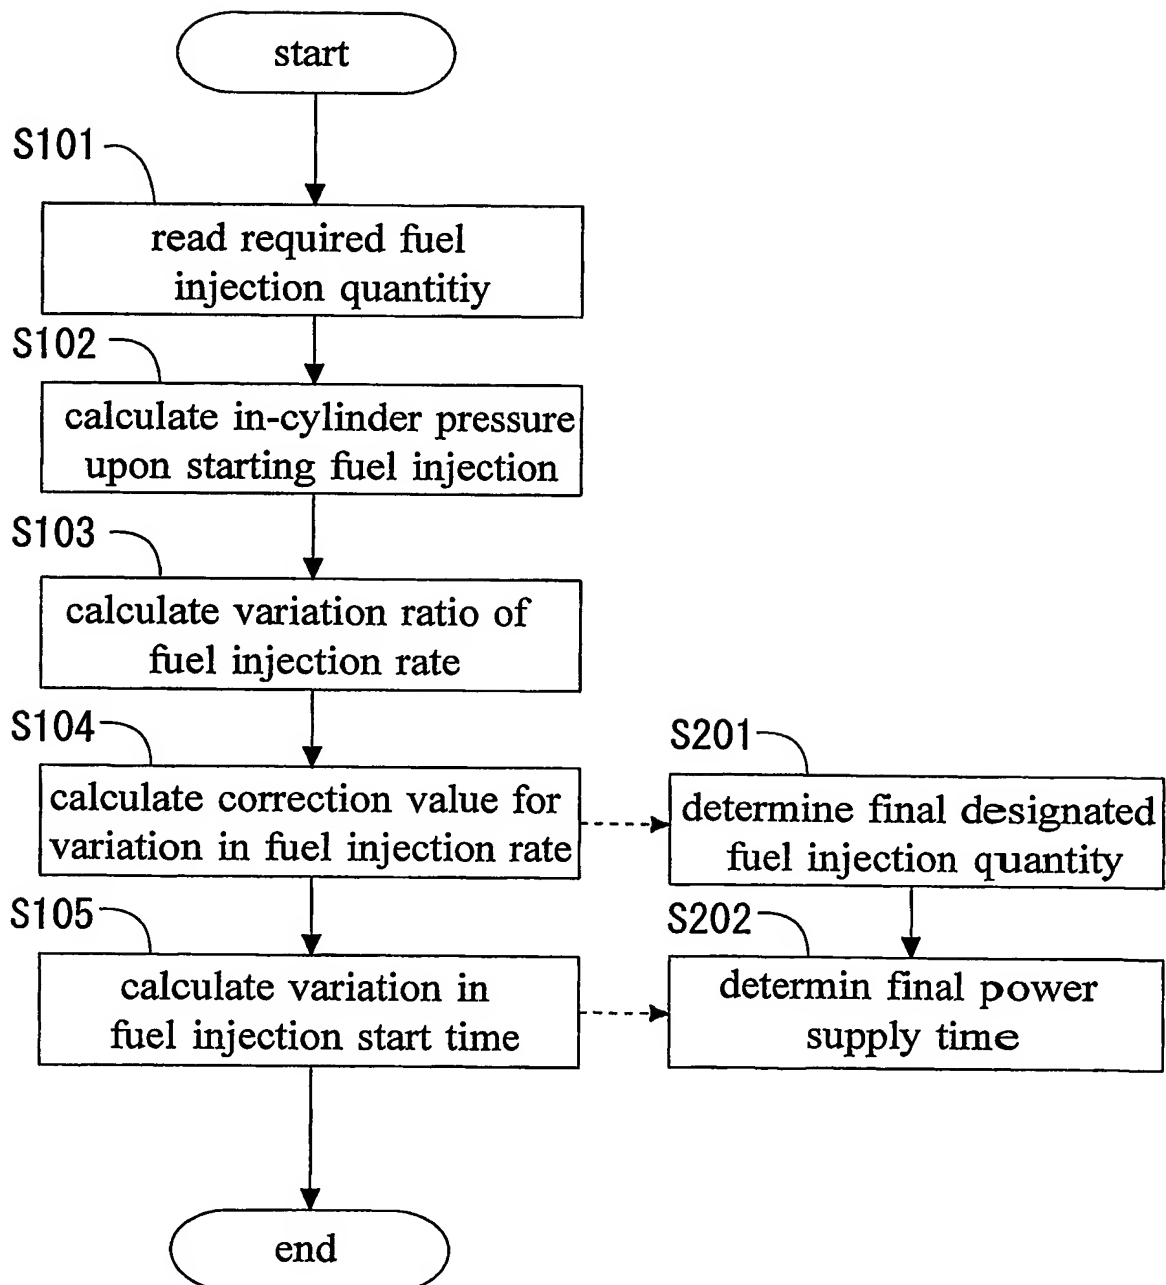 start
S101
read required fuel
injection quantitiy
S102
calculate in-cylinder pressure
upon starting fuel injection
S103
calculate variation ratio of
fuel injection rate
S104
calculate correction value for
variation in fuel injection rate
S201
determine final designated
fuel injection quantity
S105
calculate variation in
fuel injection start time
S202
determin final power
supply time
end